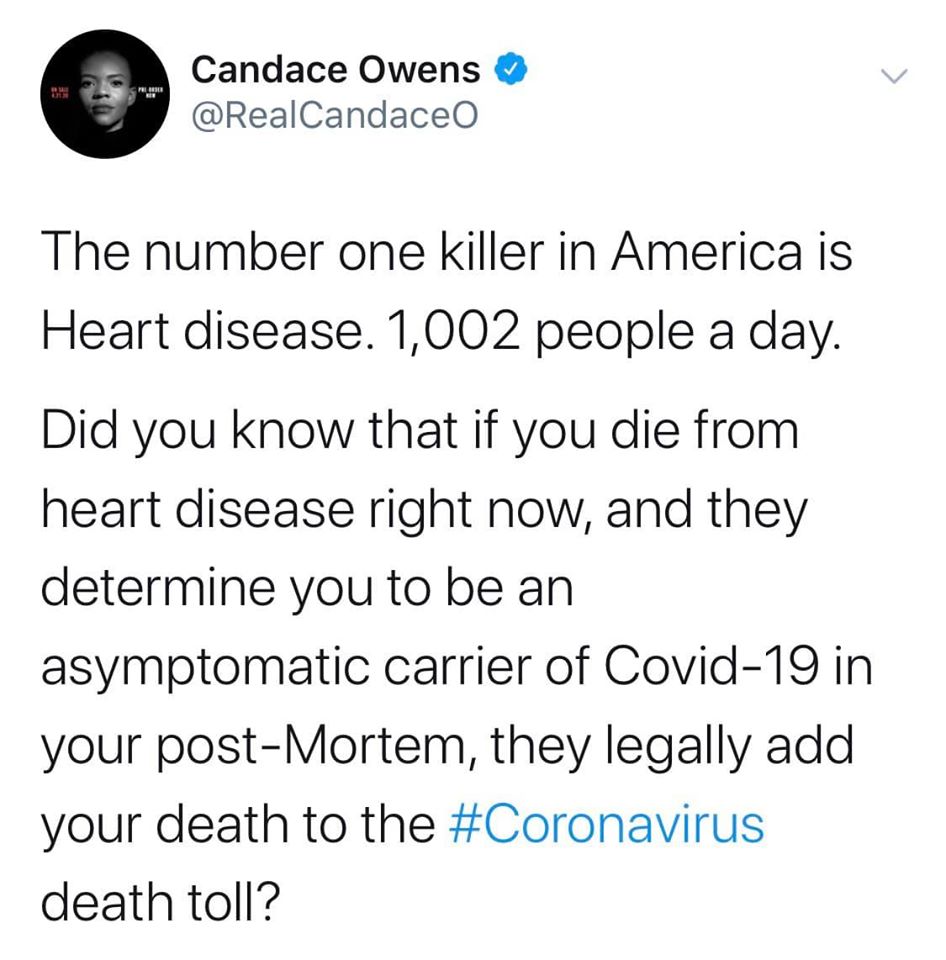 Candace Owens
@RealCandaceO
ON SALE
PRE-ORDER
NOW
The number one killer in America is
Heart disease. 1,002 people a day.
Did you know that if you die from
heart disease right now, and they
determine you to be an
asymptomatic carrier of Covid-19 in
your post-Mortem, they legally add
your death to the #Coronavirus
death toll?